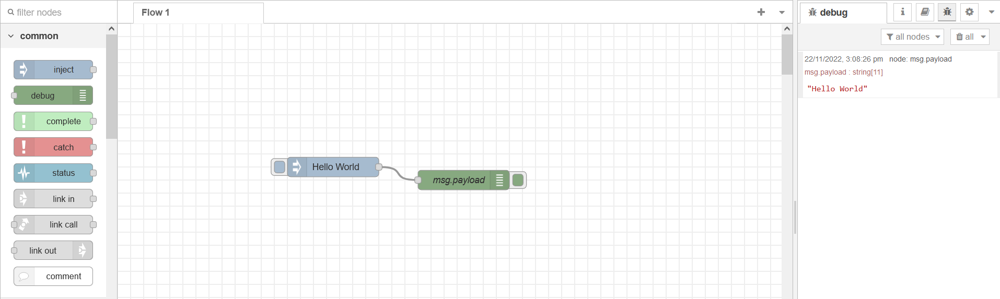 filter nodes
common
inject
debug
complete
catch
status
link in
link call
link out
comment
Flow 1
Hello World
msg.payload
debug
all nodes
all
22/11/2022, 3:08:26 pm node: msg.payload
msg.payload : string[11]
"Hello World"